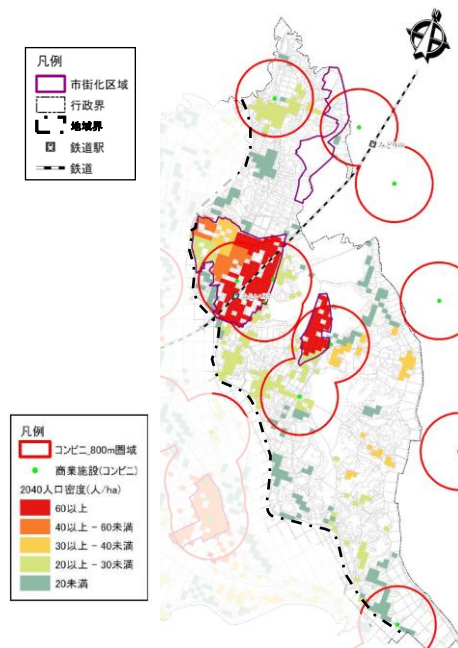 凡例
市街化区域
行政界
地域界
鉄道駅
鉄道
凡例
コンビニ_800m圏域
商業施設(コンビニ)
2040人口密度(人/ha)
60以上
40以上 - 60未満
30以上 - 40未満
20以上 - 30未満
20未満